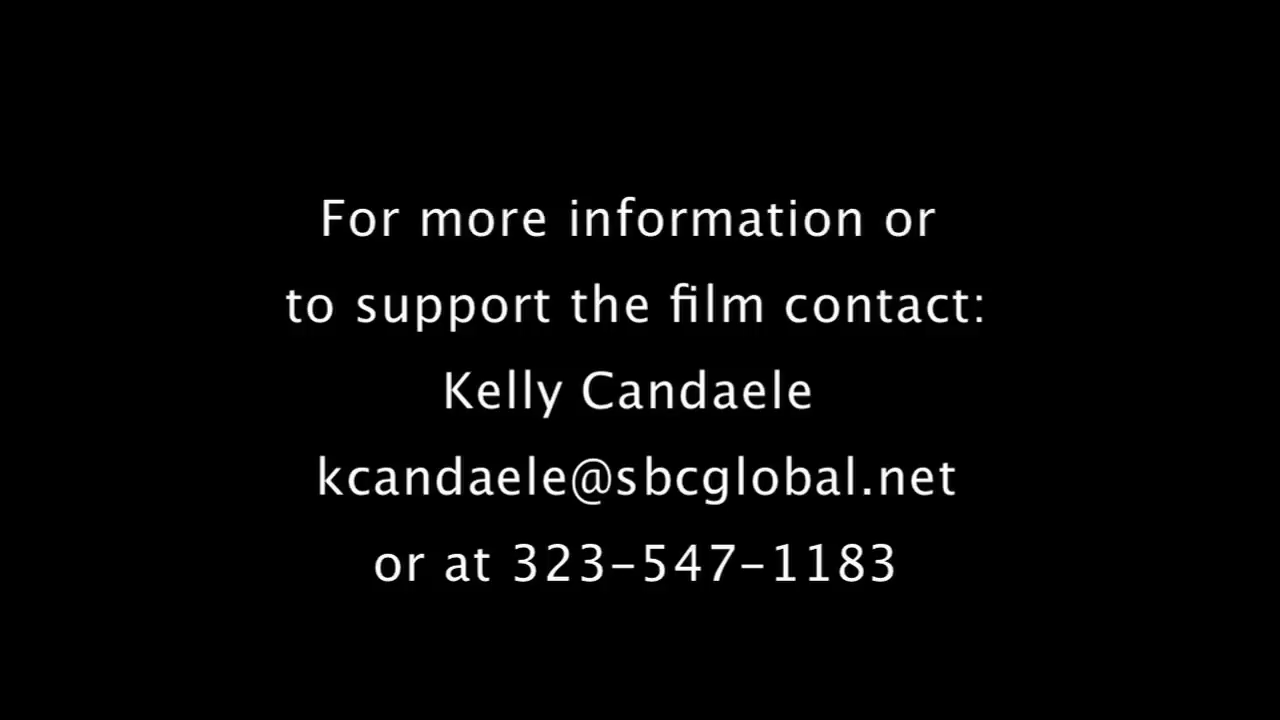 For more information or
to support the film contact:
Kelly Candaele
kcandaele@sbcglobal.net
or at 323-547-1183